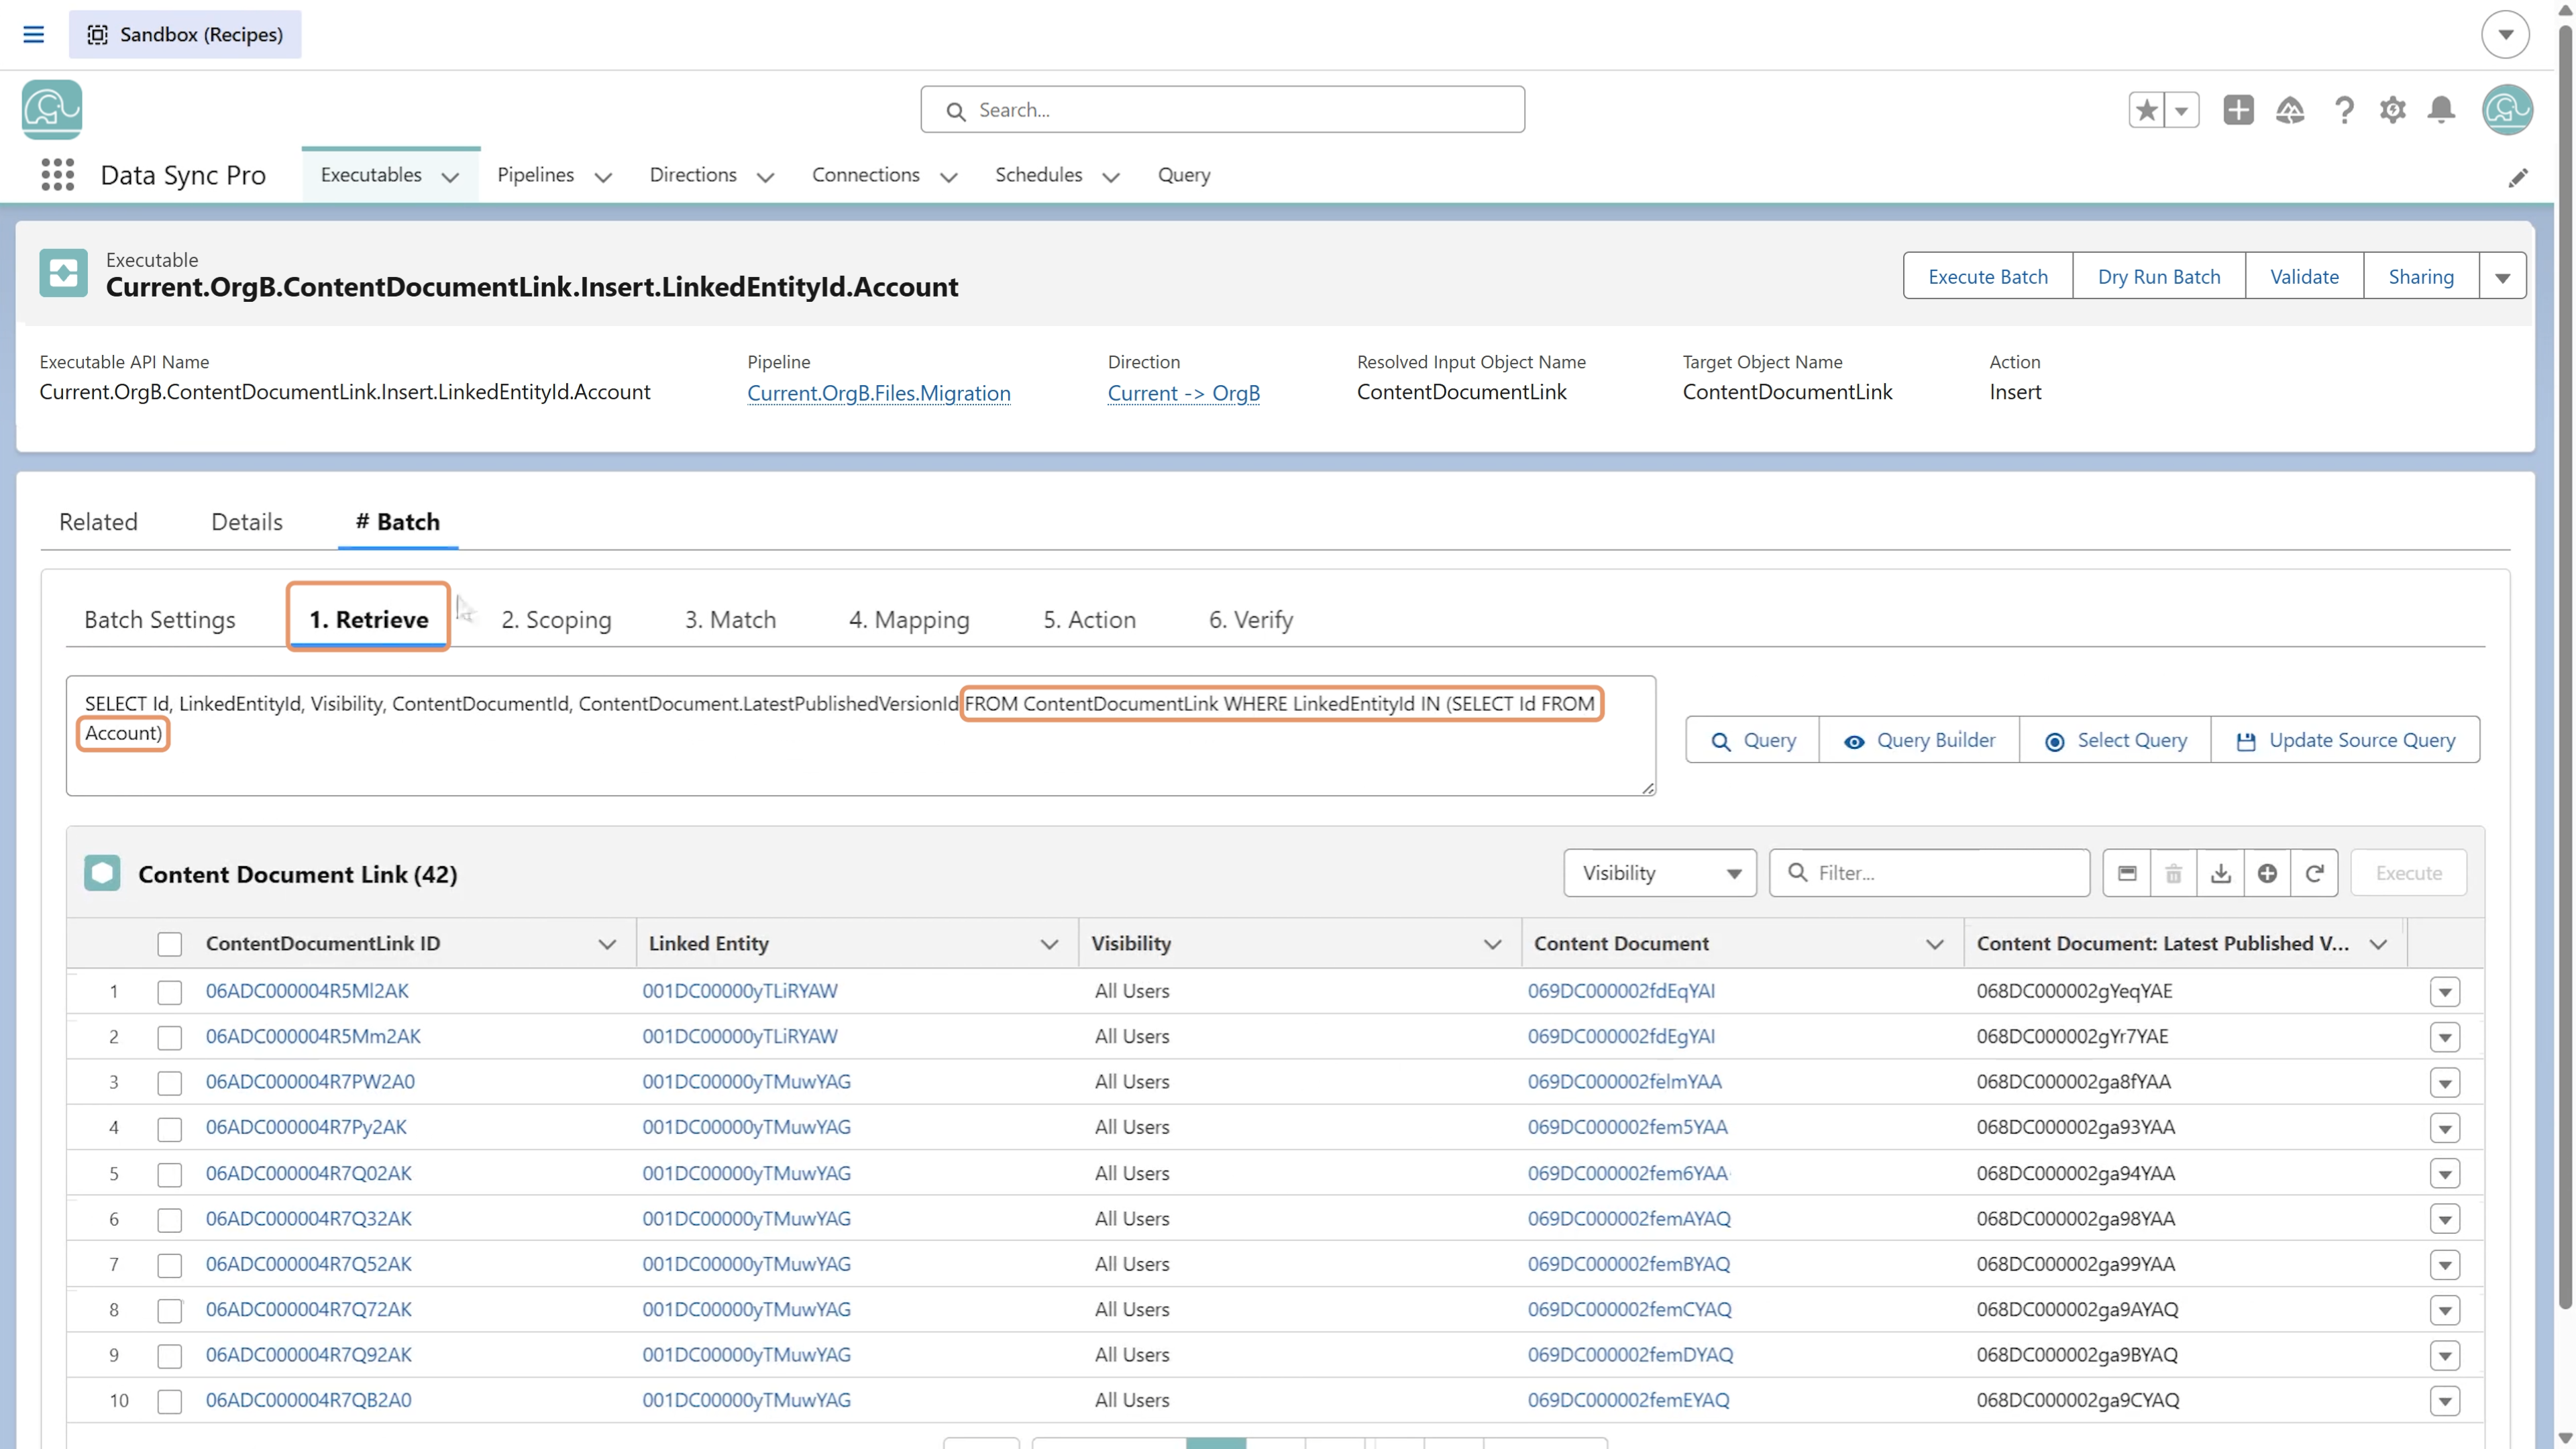 Sandbox (Recipes)
Search...
Data Sync Pro
Executables
Pipelines
Directions
Connections
Schedules
Query
Executable
Current.OrgB.ContentDocumentLink.Insert.LinkedEntityId.Account
Execute Batch
Dry Run Batch
Validate
Sharing
Executable API Name
Pipeline
Direction
Resolved Input Object Name
Target Object Name
Action
Current.OrgB.ContentDocumentLink.Insert.LinkedEntityId.Account
Current.OrgB.Files.Migration
Current -> OrgB
ContentDocumentLink
ContentDocumentLink
Insert
Related
Details
# Batch
Batch Settings
1. Retrieve
2. Scoping
3. Match
4. Mapping
5. Action
6. Verify
SELECT Id, LinkedEntityId, Visibility, ContentDocumentId, ContentDocument.LatestPublishedVersionId FROM ContentDocumentLink WHERE LinkedEntityId IN (SELECT Id FROM
Account)
Query
Query Builder
Select Query
Update Source Query
Content Document Link (42)
Visibility
Filter...
Execute
ContentDocumentLink ID
Linked Entity
Visibility
Content Document
Content Document: Latest Published V...
1 06ADC000004R5Ml2AK 001DC00000yTLiRYAW All Users 069DC000002fdEqYAI 068DC000002gYeqYAE
2 06ADC000004R5Mm2AK 001DC00000yTLiRYAW All Users 069DC000002fdEgYAI 068DC000002gYr7YAE
3 06ADC000004R7PW2A0 001DC00000yTMuwYAG All Users 069DC000002felmYAA 068DC000002ga8fYAA
4 06ADC000004R7Py2AK 001DC00000yTMuwYAG All Users 069DC000002fem5YAA 068DC000002ga93YAA
5 06ADC000004R7Q02AK 001DC00000yTMuwYAG All Users 069DC000002fem6YAA 068DC000002ga94YAA
6 06ADC000004R7Q32AK 001DC00000yTMuwYAG All Users 069DC000002femAYAQ 068DC000002ga98YAA
7 06ADC000004R7Q52AK 001DC00000yTMuwYAG All Users 069DC000002femBYAQ 068DC000002ga99YAA
8 06ADC000004R7Q72AK 001DC00000yTMuwYAG All Users 069DC000002femCYAQ 068DC000002ga9AYAQ
9 06ADC000004R7Q92AK 001DC00000yTMuwYAG All Users 069DC000002femDYAQ 068DC000002ga9BYAQ
10 06ADC000004R7QB2A0 001DC00000yTMuwYAG All Users 069DC000002femEYAQ 068DC000002ga9CYAQ